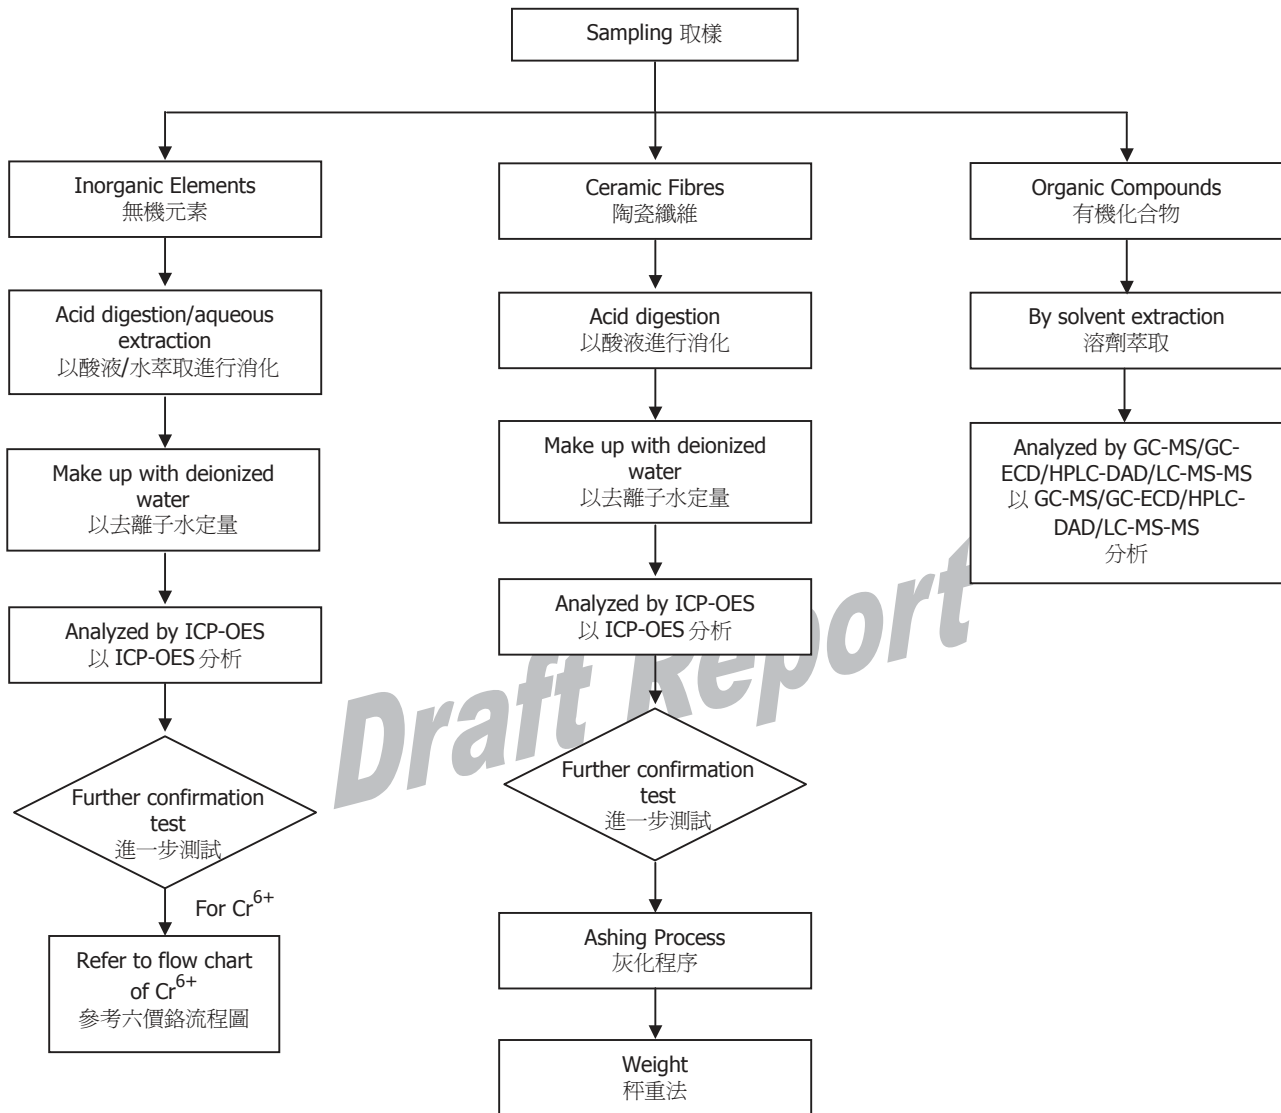 Sampling 取樣
Inorganic Elements
無機元素
Acid digestion/aqueous
extraction
以酸液/水萃取進行消化
Make up with deionized
water
以去離子水定量
Analyzed by ICP-OES
以 ICP-OES 分析
Further confirmation
test
進一步測試
For Cr⁶⁺
Refer to flow chart
of Cr⁶⁺
參考六價鉻流程圖
Ceramic Fibres
陶瓷纖維
Acid digestion
以酸液進行消化
Make up with deionized
water
以去離子水定量
Analyzed by ICP-OES
以 ICP-OES 分析
Further confirmation
test
進一步測試
Ashing Process
灰化程序
Weight
秤重法
Organic Compounds
有機化合物
By solvent extraction
溶劑萃取
Analyzed by GC-MS/GC-
ECD/HPLC-DAD/LC-MS-MS
以 GC-MS/GC-ECD/HPLC-
DAD/LC-MS-MS
分析
Draft Report